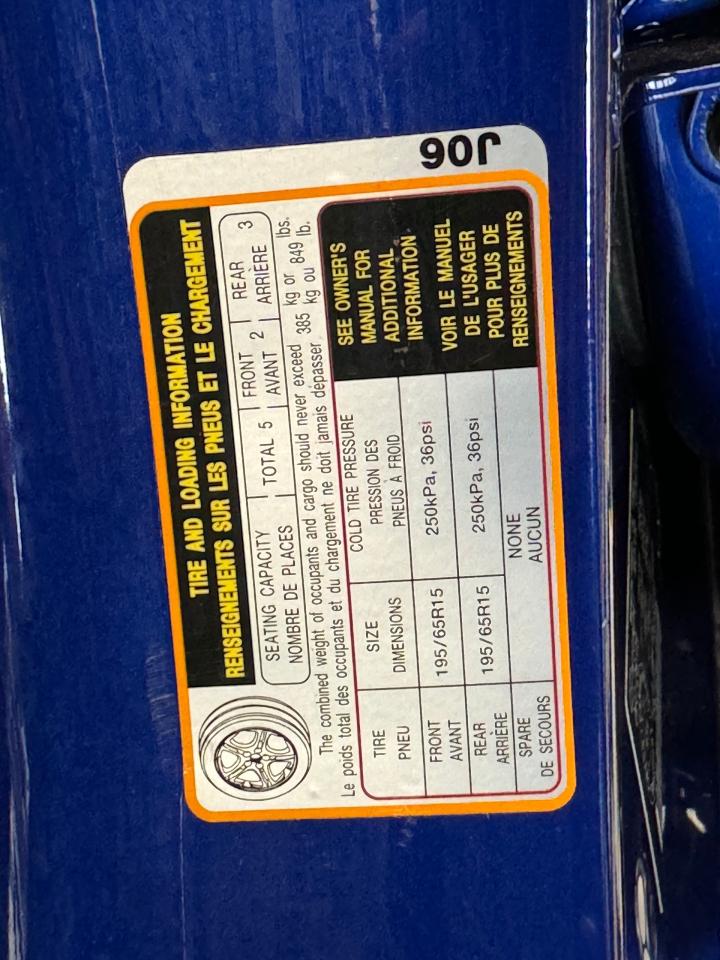 TIRE AND LOADING INFORMATION
RENSEIGNEMENTS SUR LES PNEUS ET LE CHARGEMENT
SEATING CAPACITY TOTAL 5 FRONT 2 REAR 3
NOMBRE DE PLACES AVANT ARRIÈRE
The combined weight of occupants and cargo should never exceed 385 kg or 849 lbs.
Le poids total des occupants et du chargement ne doit jamais dépasser kg ou lb.
TIRE SIZE COLD TIRE PRESSURE
PNEU DIMENSIONS PRESSION DES
PNEUS À FROID
FRONT 195/65R15 250kPa, 36psi
AVANT
REAR 195/65R15 250kPa, 36psi
ARRIÈRE
SPARE NONE
DE SECOURS AUCUN
SEE OWNER'S
MANUAL FOR
ADDITIONAL
INFORMATION
VOIR LE MANUEL
DE L'USAGER
POUR PLUS DE
RENSEIGNEMENTS
J06